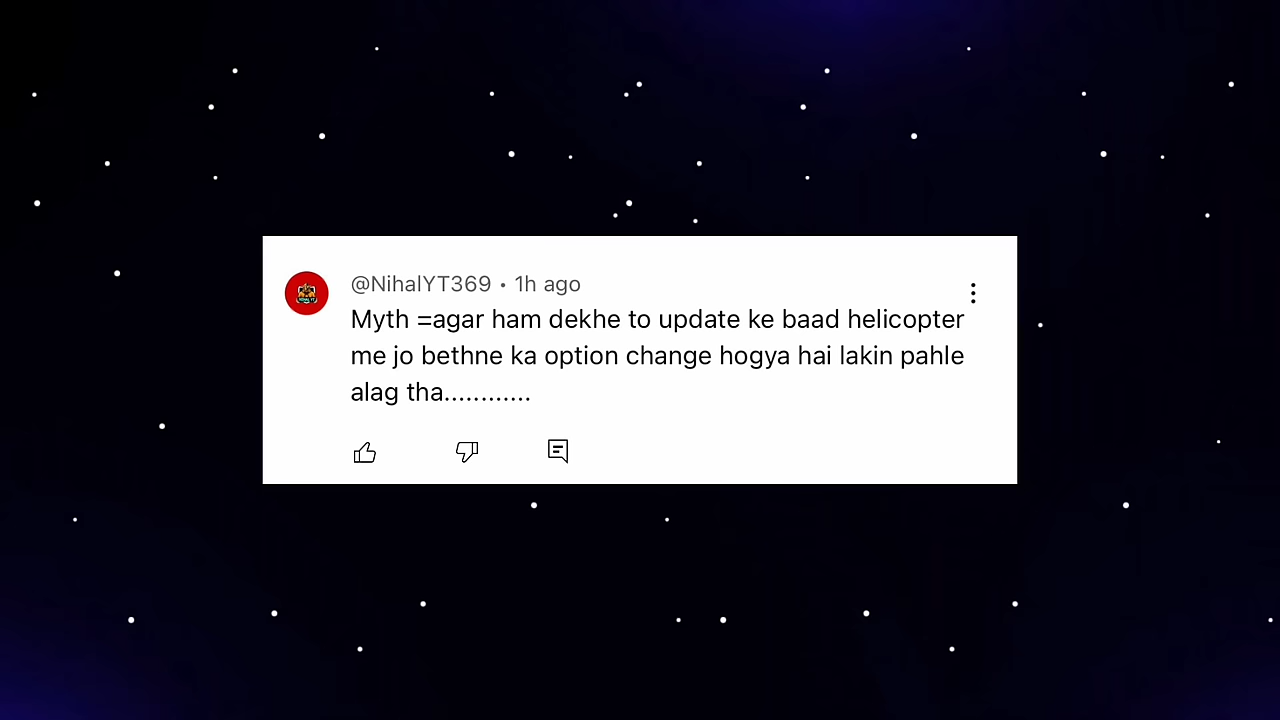 @NihalYT369 • 1h ago
Myth =agar ham dekhe to update ke baad helicopter
me jo bethne ka option change hogya hai lakin pahle
alag tha............